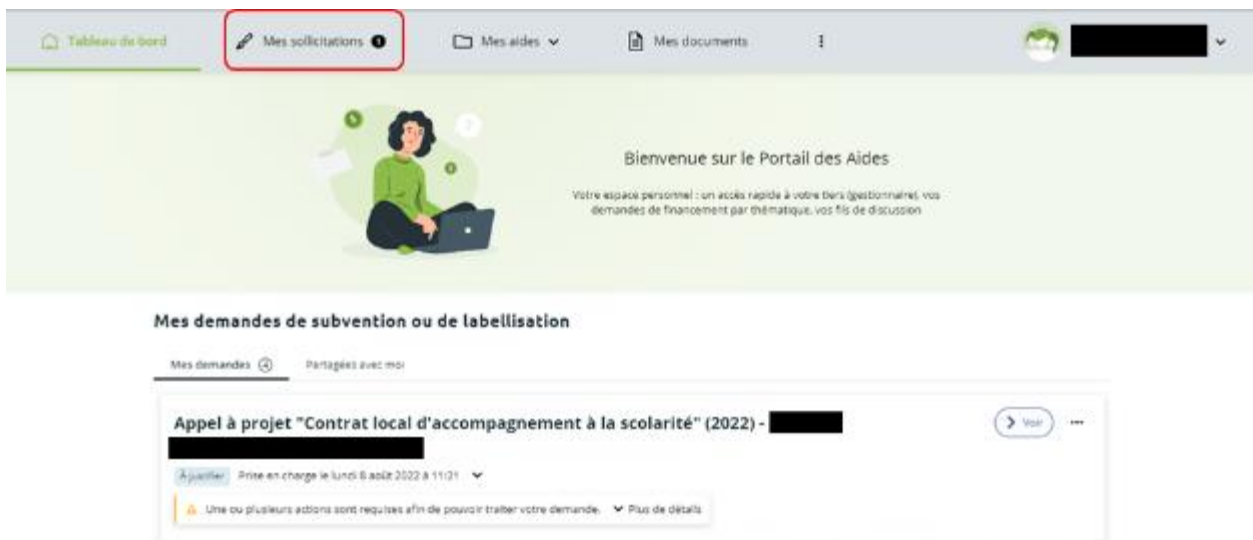 Tableau de bord
Mes sollicitations 1
Mes aides
Mes documents
Bienvenue sur le Portail des Aides
Votre espace personnel : un accès rapide à votre tiers (gestionnaire), vos
demandes de financement par thématique, vos fils de discussion
Mes demandes de subvention ou de labellisation
Mes demandes 4
Partagées avec moi
Appel à projet "Contrat local d'accompagnement à la scolarité" (2022) -
Voir
À justifier Prise en charge le lundi 8 août 2022 à 11:21
Une ou plusieurs actions sont requises afin de pouvoir traiter votre demande. Plus de détails